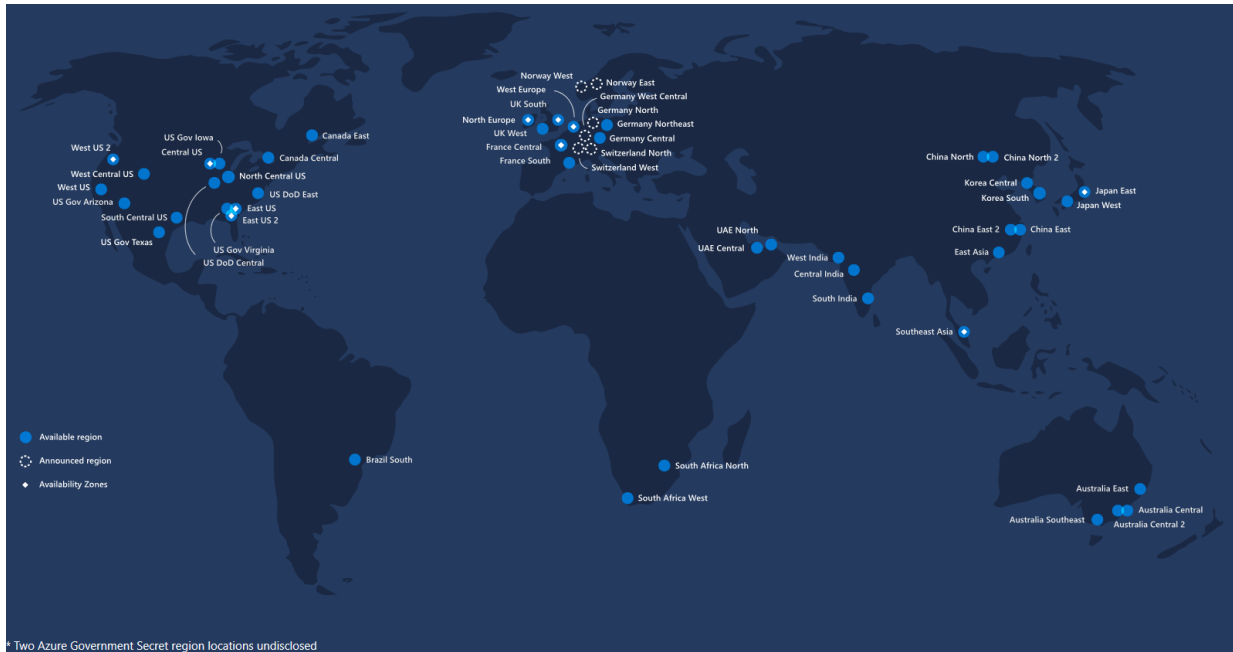 Norway West
Norway East
West Europe
Germany West Central
UK South
Germany North
North Europe
Germany Northeast
UK West
Germany Central
France Central
Switzerland North
France South
Switzerland West
US Gov Iowa
Canada East
Central US
West US 2
Canada Central
West Central US
North Central US
West US
US DoD East
US Gov Arizona
East US
South Central US
East US 2
US Gov Texas
US Gov Virginia
US DoD Central
China North
China North 2
Korea Central
Korea South
Japan East
Japan West
UAE North
China East 2
China East
UAE Central
East Asia
West India
Central India
South India
Southeast Asia
Available region
Announced region
Availability Zones
Brazil South
South Africa North
South Africa West
Australia East
Australia Central
Australia Southeast
Australia Central 2
* Two Azure Government Secret region locations undisclosed